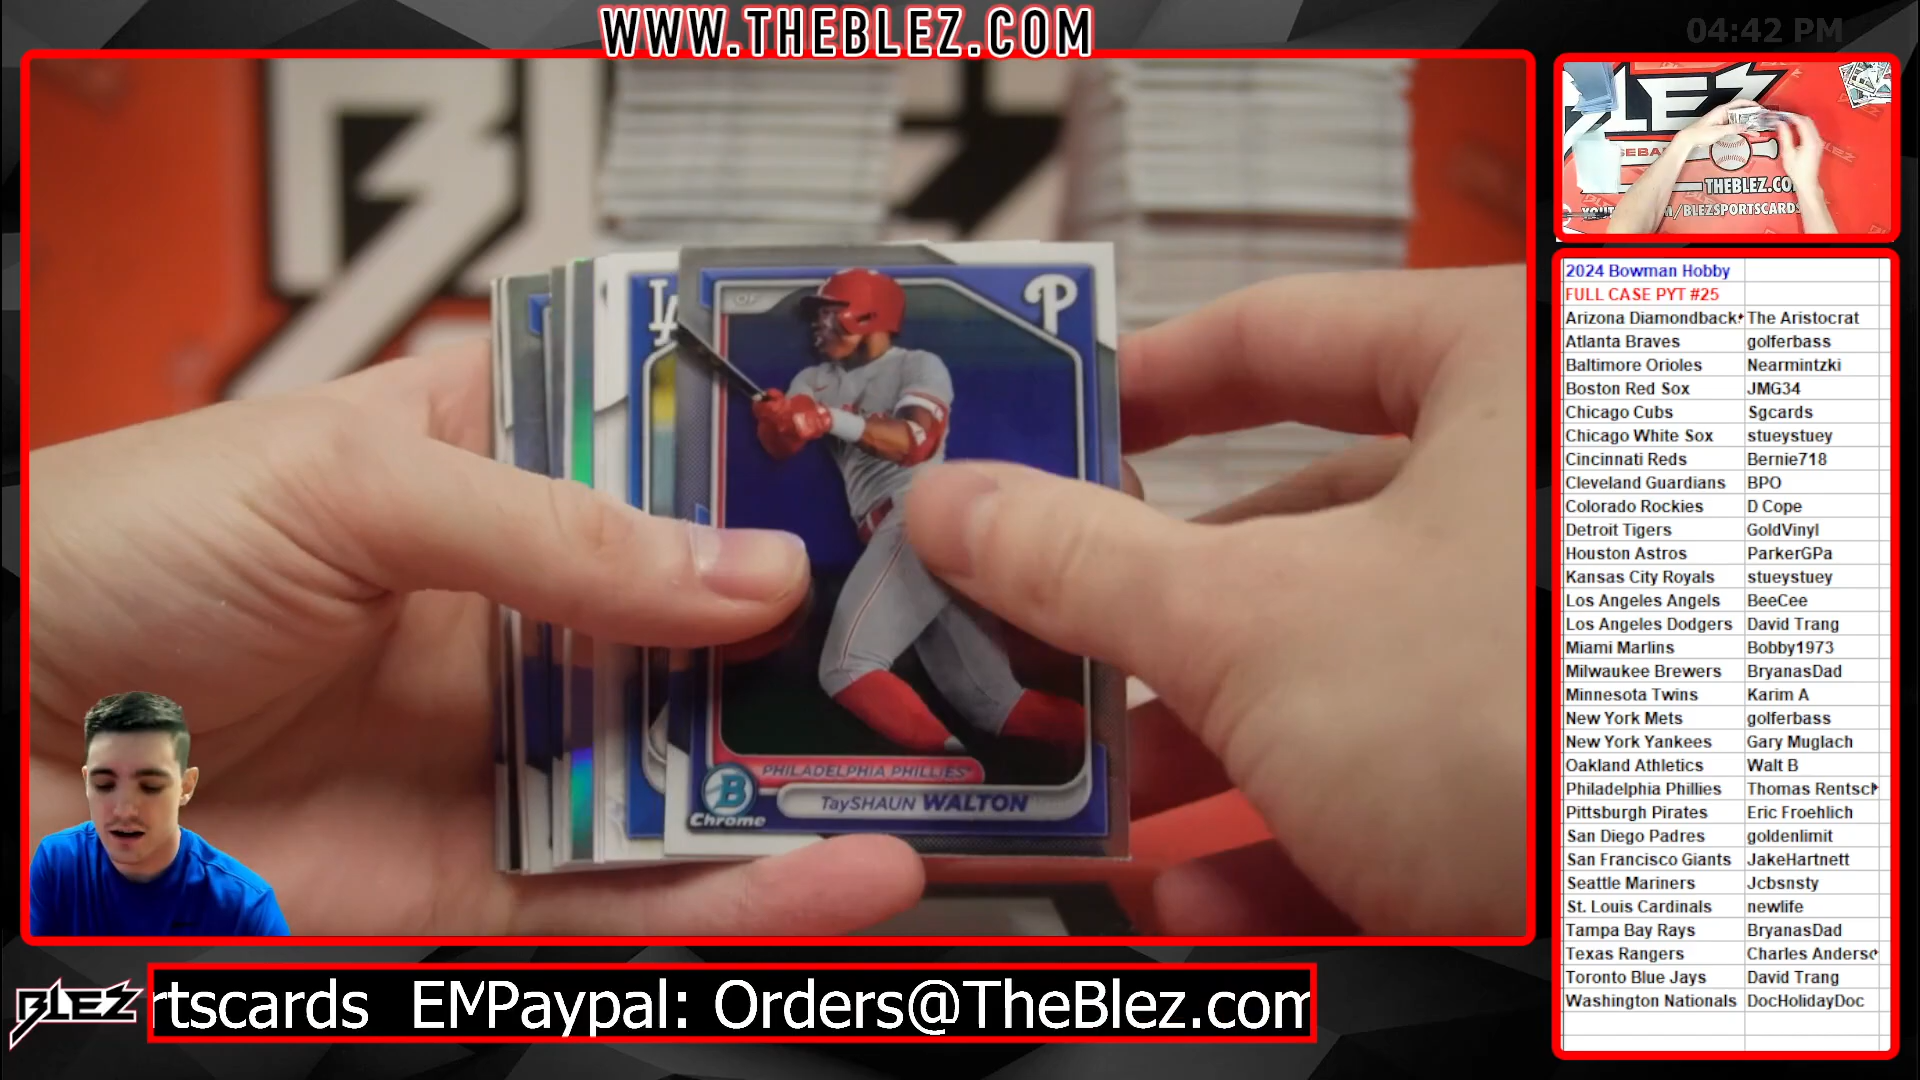 WWW.THEBLEZ.COM
04:42 PM
BLEZ
THEBLEZ.CO
/BLEZSPORTSCARDS
LA
OF
P
PHILADELPHIA PHILLIES
TaySHAUN WALTON
B
Chrome
2024 Bowman Hobby
FULL CASE PYT #25
Arizona Diamondback The Aristocrat
Atlanta Braves golferbass
Baltimore Orioles Nearmintzki
Boston Red Sox JMG34
Chicago Cubs Sgcards
Chicago White Sox stueystuey
Cincinnati Reds Bernie718
Cleveland Guardians BPO
Colorado Rockies D Cope
Detroit Tigers GoldVinyl
Houston Astros ParkerGPa
Kansas City Royals stueystuey
Los Angeles Angels BeeCee
Los Angeles Dodgers David Trang
Miami Marlins Bobby1973
Milwaukee Brewers BryanasDad
Minnesota Twins Karim A
New York Mets golferbass
New York Yankees Gary Muglach
Oakland Athletics Walt B
Philadelphia Phillies Thomas Rentscl
Pittsburgh Pirates Eric Froehlich
San Diego Padres goldenlimit
San Francisco Giants JakeHartnett
Seattle Mariners Jcbsnsty
St. Louis Cardinals newlife
Tampa Bay Rays BryanasDad
Texas Rangers Charles Anders
Toronto Blue Jays David Trang
Washington Nationals DocHolidayDoc
BLEZ
rtscards EMPaypal: Orders@TheBlez.com